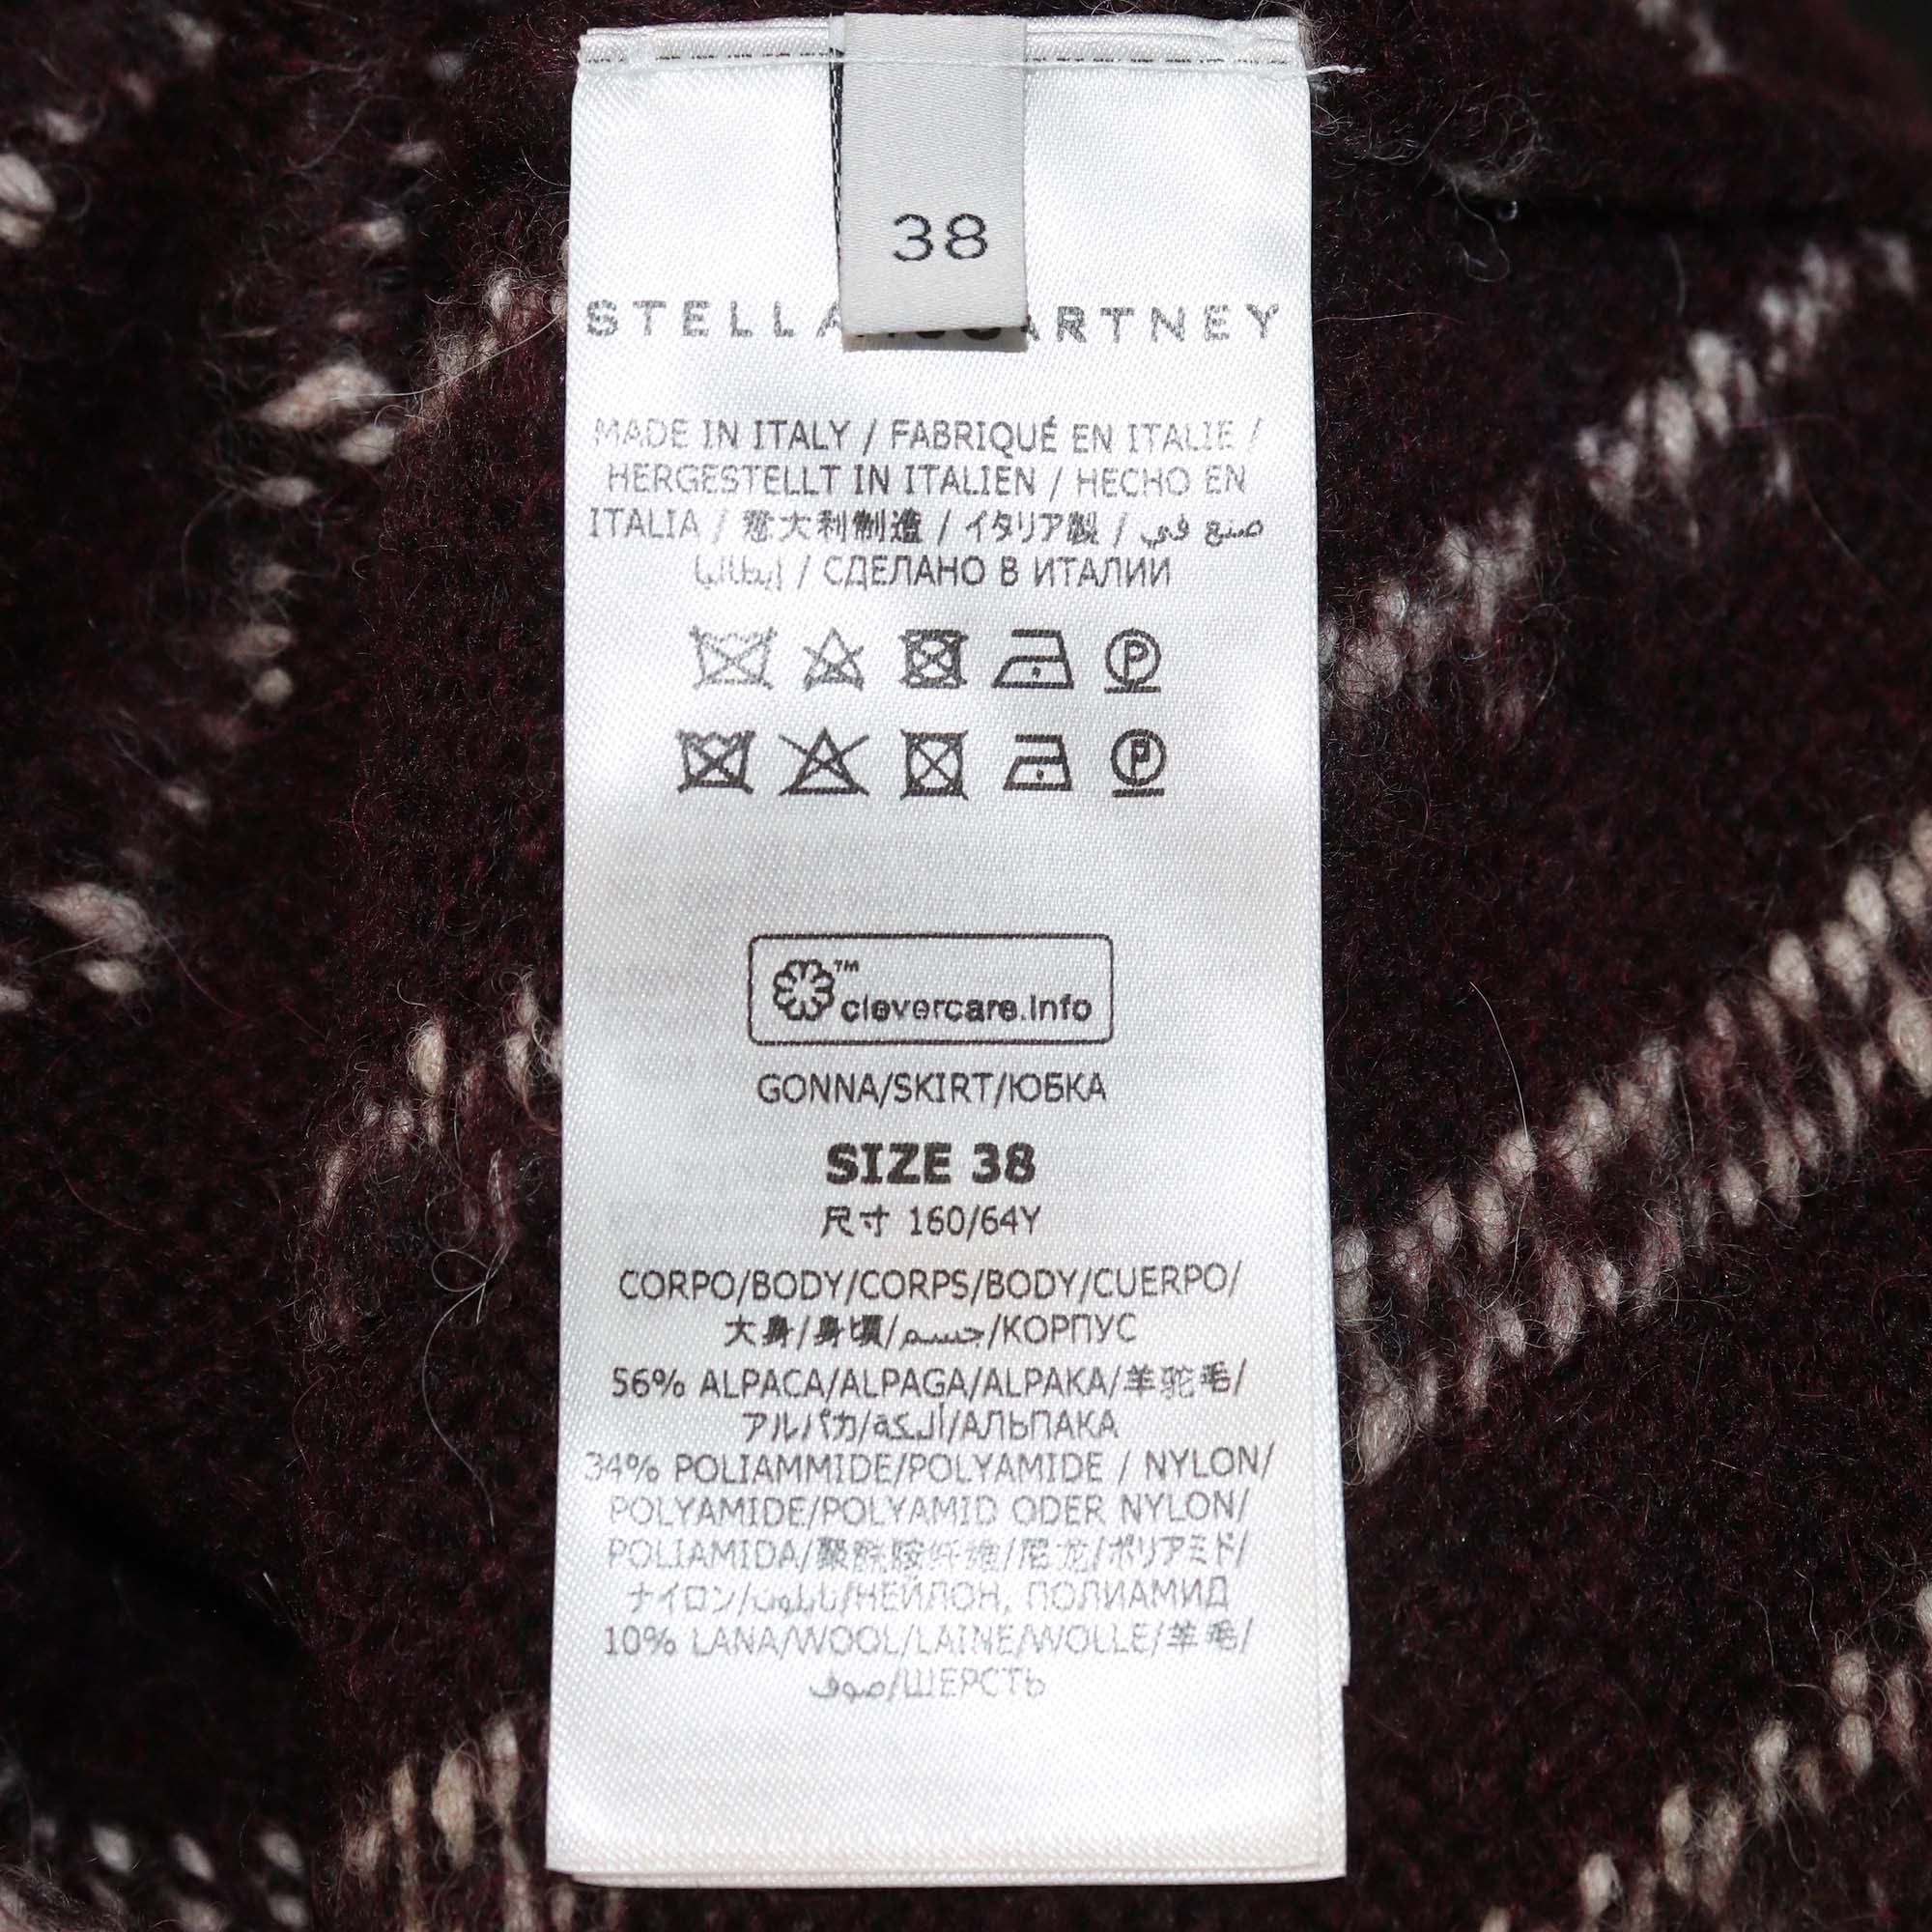 38
STELLA McCARTNEY
MADE IN ITALY / FABRIQUÉ EN ITALIE /
HERGESTELLT IN ITALIEN / HECHO EN
ITALIA / 意大利制造 / イタリア製 / صنع في
إيطاليا / СДЕЛАНО В ИТАЛИИ
P
P
™
clevercare.info
GONNA/SKIRT/ЮБКА
SIZE 38
尺寸 160/64Y
CORPO/BODY/CORPS/BODY/CUERPO/
大身/身頃/جسم/КОРПУС
56% ALPACA/ALPAGA/ALPAKA/羊驼毛/
アルパカ/ألبكة/АЛЬПАКА
34% POLIAMMIDE/POLYAMIDE / NYLON/
POLYAMIDE/POLYAMID ODER NYLON/
POLIAMIDA/聚酰胺纤维/尼龙/ポリアミド/
ナイロン/نايلون/НЕЙЛОН, ПОЛИАМИД
10% LANA/WOOL/LAINE/WOLLE/羊毛/
صوف/ШЕРСТЬ